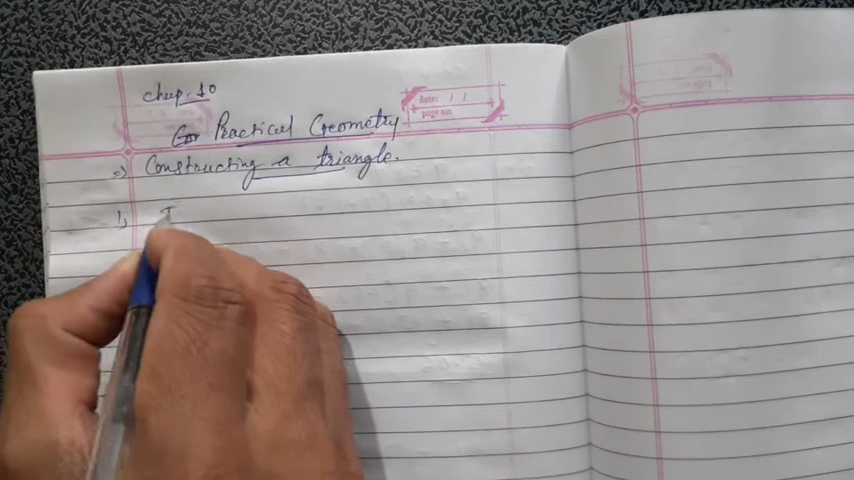 chap-10
Practical Geometry
=> Constructing a triangle.
1,